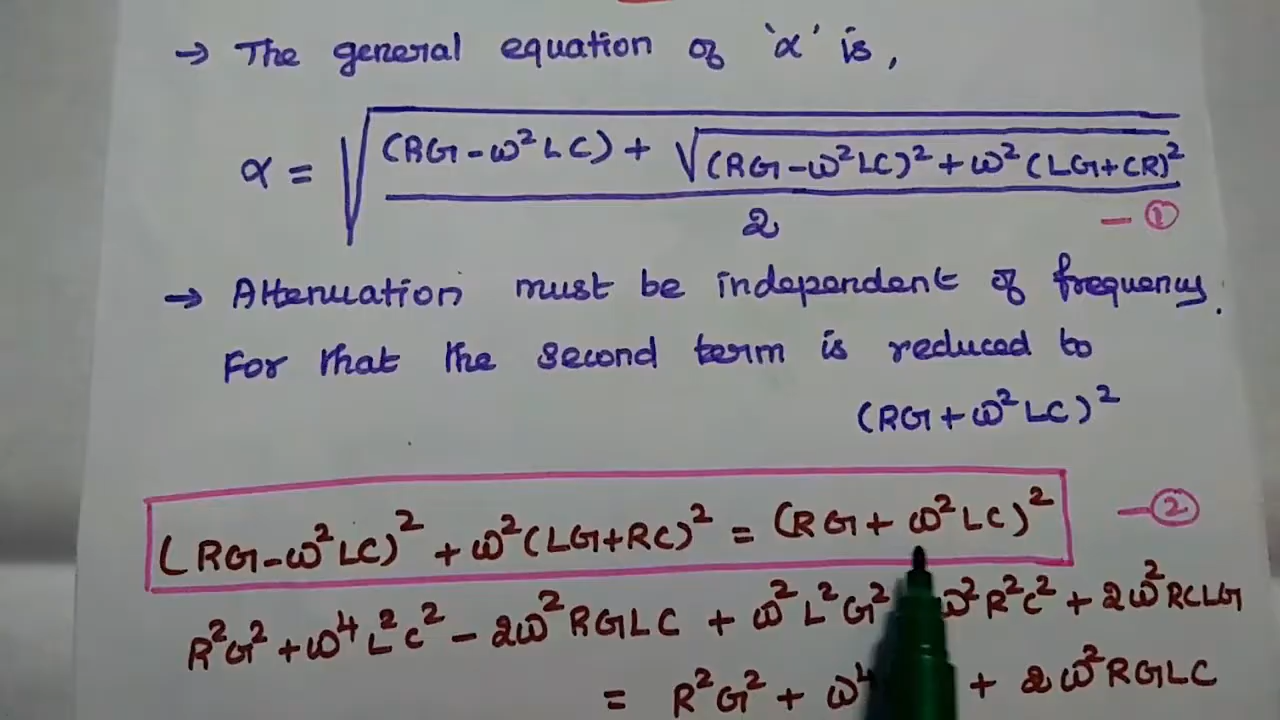 → The general equation of 'α' is,
α = √((RG-ω²LC) + √((RG-ω²LC)² + ω²(LG+CR)²)) / 2 — ①
→ Attenuation must be independent of frequency.
For that the second term is reduced to
(RG+ω²LC)²
(RG-ω²LC)² + ω²(LG+RC)² = (RG+ω²LC)² — ②
R²G² + ω⁴L²C² - 2ω²RGLC + ω²L²G² ω²R²C² + 2ω²RCLG
= R²G² + ω⁴ + 2ω²RGLC